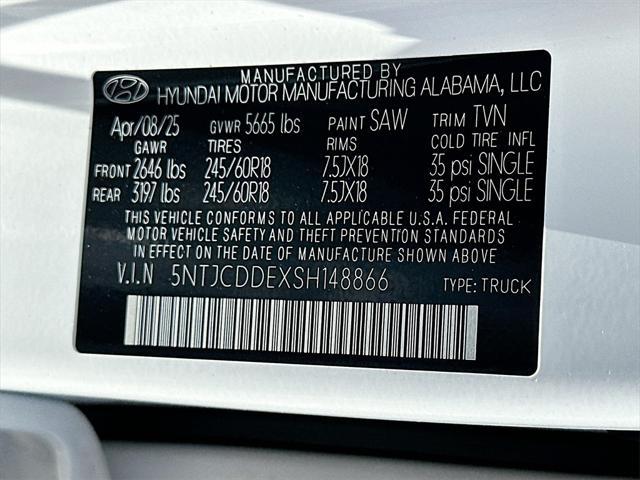 MANUFACTURED BY
HYUNDAI MOTOR MANUFACTURING ALABAMA, LLC
Apr/08/25 GVWR 5665 lbs PAINT SAW TRIM TVN
GAWR TIRES RIMS COLD TIRE INFL
FRONT 2646 lbs 245/60R18 7.5JX18 35 psi SINGLE
REAR 3197 lbs 245/60R18 7.5JX18 35 psi SINGLE
THIS VEHICLE CONFORMS TO ALL APPLICABLE U.S.A. FEDERAL
MOTOR VEHICLE SAFETY AND THEFT PREVENTION STANDARDS
IN EFFECT ON THE DATE OF MANUFACTURE SHOWN ABOVE
V.I.N 5NTJCDDEXSH148866 TYPE: TRUCK